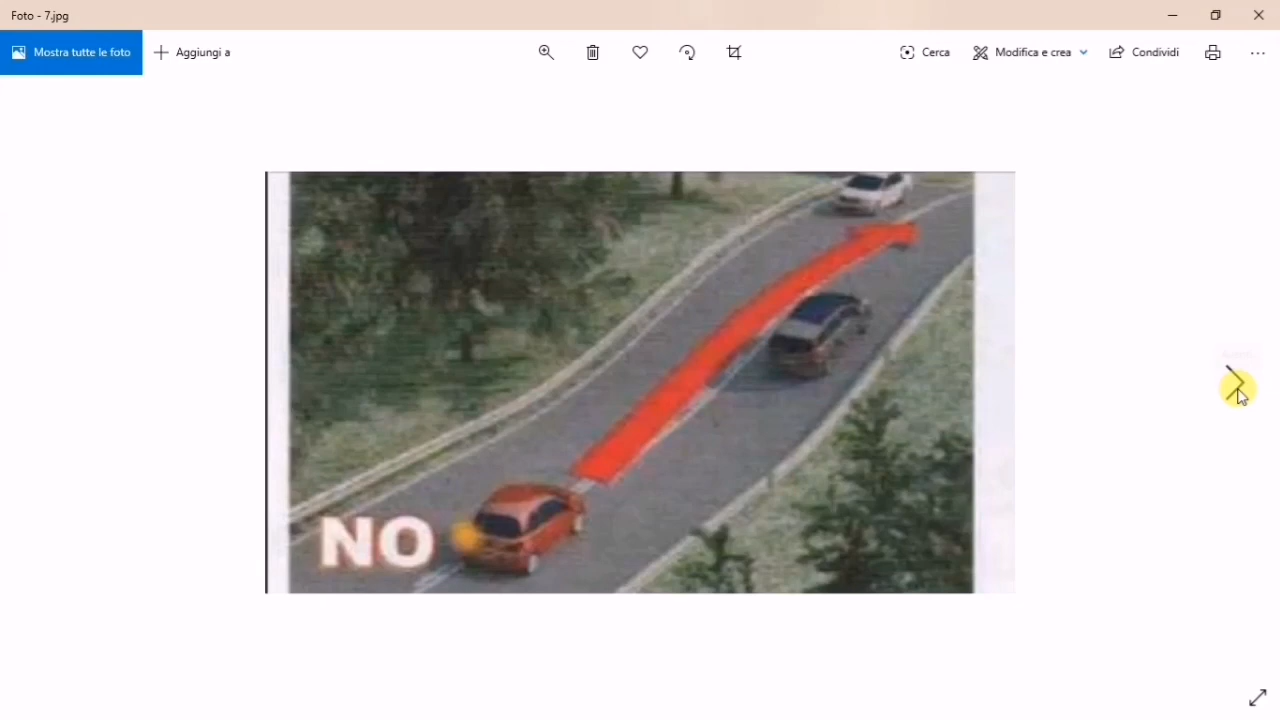 Foto - 7.jpg
Mostra tutte le foto
Aggiungi a
Cerca
Modifica e crea
Condividi
NO